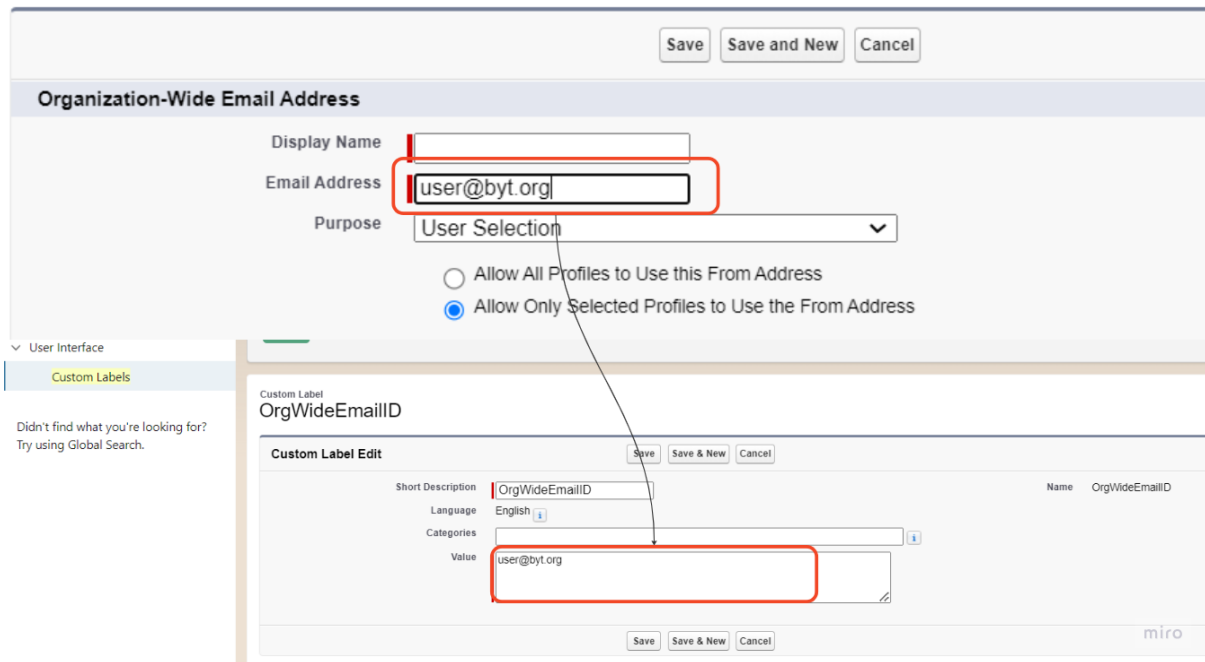 Save Save and New Cancel
Organization-Wide Email Address
Display Name
Email Address user@byt.org
Purpose User Selection
Allow All Profiles to Use this From Address
Allow Only Selected Profiles to Use the From Address
User Interface
Custom Labels
Didn't find what you're looking for?
Try using Global Search.
Custom Label
OrgWideEmailID
Custom Label Edit Save Save & New Cancel
Short Description OrgWideEmailID Name OrgWideEmailID
Language English i
Categories i
Value user@byt.org
Save Save & New Cancel
miro